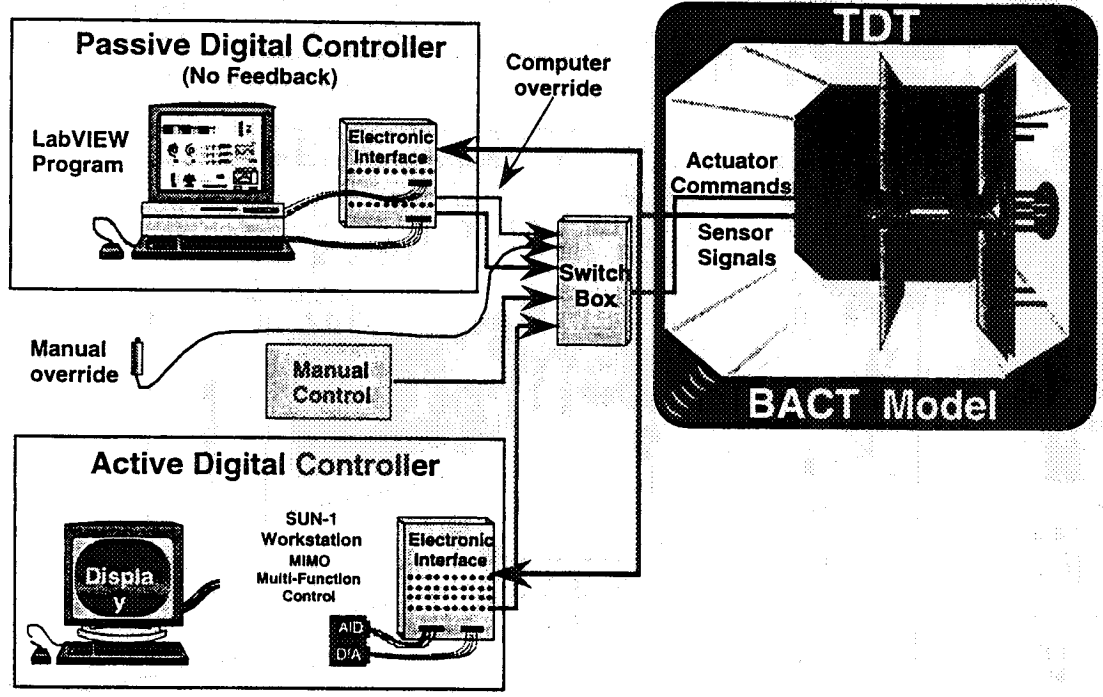 Passive Digital Controller
(No Feedback)
LabVIEW
Program
Electronic
Interface
Computer
override
TDT
Actuator
Commands
Sensor
Signals
Switch
Box
Manual
override
Manual
Control
BACT Model
Active Digital Controller
SUN-1
Workstation
MIMO
Multi-Function
Control
Electronic
Interface
Displa
y
A/D
D/A